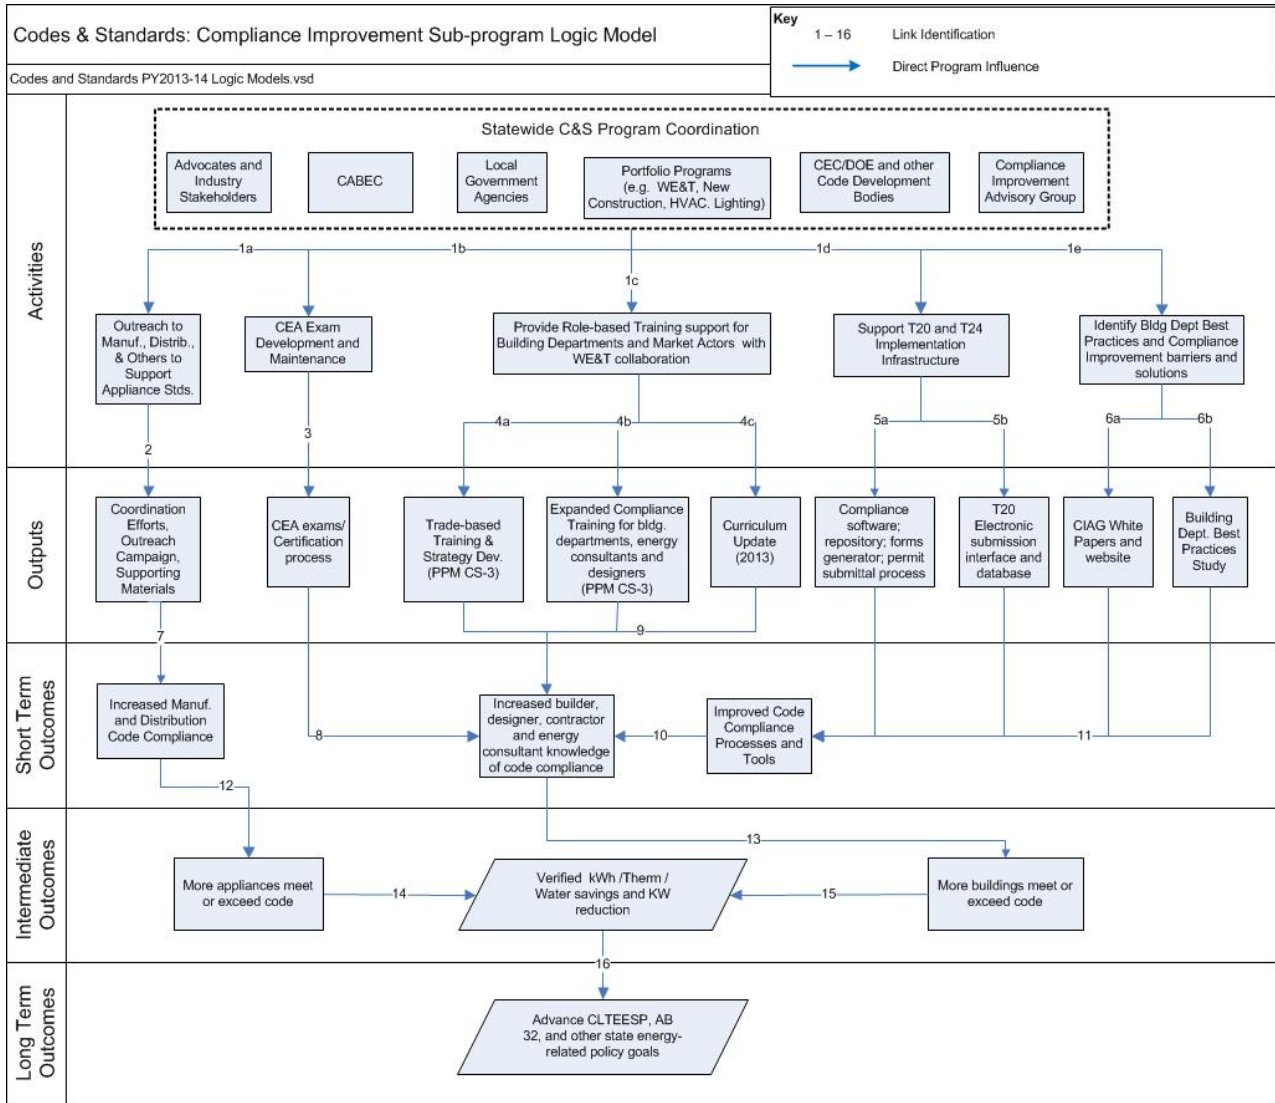 Codes & Standards: Compliance Improvement Sub-program Logic Model
Key
1 – 16 Link Identification
Direct Program Influence
Codes and Standards PY2013-14 Logic Models.vsd
Activities
Statewide C&S Program Coordination
Advocates and
Industry
Stakeholders
CABEC
Local
Government
Agencies
Portfolio Programs
(e.g. WE&T, New
Construction, HVAC. Lighting)
CEC/DOE and other
Code Development
Bodies
Compliance
Improvement
Advisory Group
1a
1b
1c
1d
1e
Outreach to
Manuf., Distrib.,
& Others to
Support
Appliance Stds.
CEA Exam
Development and
Maintenance
Provide Role-based Training support for
Building Departments and Market Actors with
WE&T collaboration
Support T20 and T24
Implementation
Infrastructure
Identify Bldg Dept Best
Practices and Compliance
Improvement barriers and
solutions
2
3
4a
4b
4c
5a
5b
6a
6b
Outputs
Coordination
Efforts,
Outreach
Campaign,
Supporting
Materials
CEA exams/
Certification
process
Trade-based
Training &
Strategy Dev.
(PPM CS-3)
Expanded Compliance
Training for bldg.
departments, energy
consultants and
designers
(PPM CS-3)
Curriculum
Update
(2013)
Compliance
software;
repository; forms
generator; permit
submittal process
T20
Electronic
submission
interface and
database
CIAG White
Papers and
website
Building
Dept. Best
Practices
Study
7
9
Short Term
Outcomes
Increased Manuf.
and Distribution
Code Compliance
8
Increased builder,
designer, contractor
and energy
consultant knowledge
of code compliance
10
Improved Code
Compliance
Processes and
Tools
11
12
13
Intermediate
Outcomes
More appliances meet
or exceed code
14
Verified kWh /Therm /
Water savings and KW
reduction
15
More buildings meet or
exceed code
16
Long Term
Outcomes
Advance CLTEESP, AB
32, and other state energy-
related policy goals